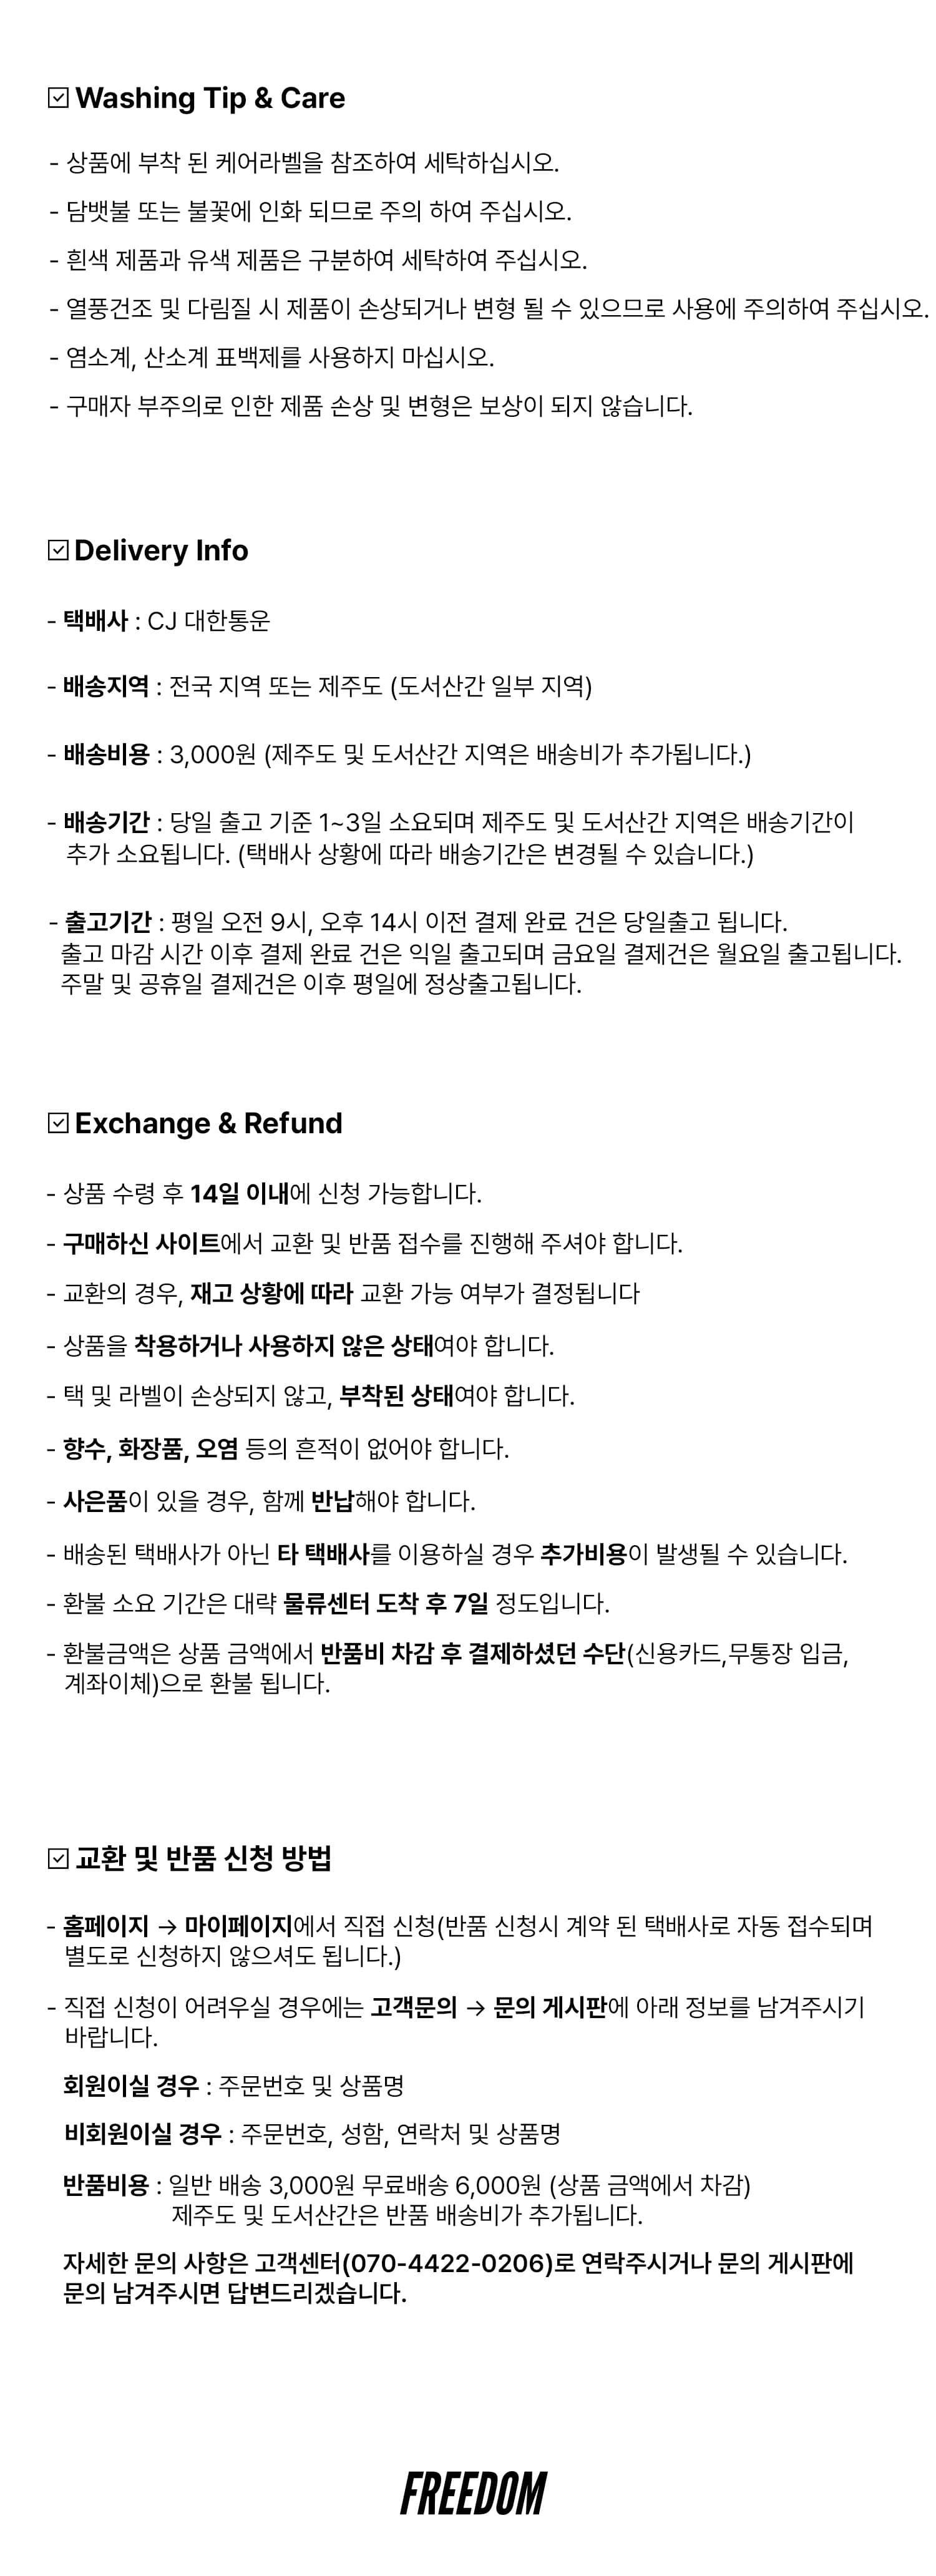 Washing Tip & Care
- 상품에 부착 된 케어라벨을 참조하여 세탁하십시오.
- 담뱃불 또는 불꽃에 인화 되므로 주의 하여 주십시오.
- 흰색 제품과 유색 제품은 구분하여 세탁하여 주십시오.
- 열풍건조 및 다림질 시 제품이 손상되거나 변형 될 수 있으므로 사용에 주의하여 주십시오.
- 염소계, 산소계 표백제를 사용하지 마십시오.
- 구매자 부주의로 인한 제품 손상 및 변형은 보상이 되지 않습니다.
Delivery Info
- 택배사 : CJ 대한통운
- 배송지역 : 전국 지역 또는 제주도 (도서산간 일부 지역)
- 배송비용 : 3,000원 (제주도 및 도서산간 지역은 배송비가 추가됩니다.)
- 배송기간 : 당일 출고 기준 1~3일 소요되며 제주도 및 도서산간 지역은 배송기간이
추가 소요됩니다. (택배사 상황에 따라 배송기간은 변경될 수 있습니다.)
- 출고기간 : 평일 오전 9시, 오후 14시 이전 결제 완료 건은 당일출고 됩니다.
출고 마감 시간 이후 결제 완료 건은 익일 출고되며 금요일 결제건은 월요일 출고됩니다.
주말 및 공휴일 결제건은 이후 평일에 정상출고됩니다.
Exchange & Refund
- 상품 수령 후 14일 이내에 신청 가능합니다.
- 구매하신 사이트에서 교환 및 반품 접수를 진행해 주셔야 합니다.
- 교환의 경우, 재고 상황에 따라 교환 가능 여부가 결정됩니다
- 상품을 착용하거나 사용하지 않은 상태여야 합니다.
- 택 및 라벨이 손상되지 않고, 부착된 상태여야 합니다.
- 향수, 화장품, 오염 등의 흔적이 없어야 합니다.
- 사은품이 있을 경우, 함께 반납해야 합니다.
- 배송된 택배사가 아닌 타 택배사를 이용하실 경우 추가비용이 발생될 수 있습니다.
- 환불 소요 기간은 대략 물류센터 도착 후 7일 정도입니다.
- 환불금액은 상품 금액에서 반품비 차감 후 결제하셨던 수단(신용카드,무통장 입금,
계좌이체)으로 환불 됩니다.
교환 및 반품 신청 방법
- 홈페이지 → 마이페이지에서 직접 신청(반품 신청시 계약 된 택배사로 자동 접수되며
별도로 신청하지 않으셔도 됩니다.)
- 직접 신청이 어려우실 경우에는 고객문의 → 문의 게시판에 아래 정보를 남겨주시기
바랍니다.
회원이실 경우 : 주문번호 및 상품명
비회원이실 경우 : 주문번호, 성함, 연락처 및 상품명
반품비용 : 일반 배송 3,000원 무료배송 6,000원 (상품 금액에서 차감)
제주도 및 도서산간은 반품 배송비가 추가됩니다.
자세한 문의 사항은 고객센터(070-4422-0206)로 연락주시거나 문의 게시판에
문의 남겨주시면 답변드리겠습니다.
FREEDOM